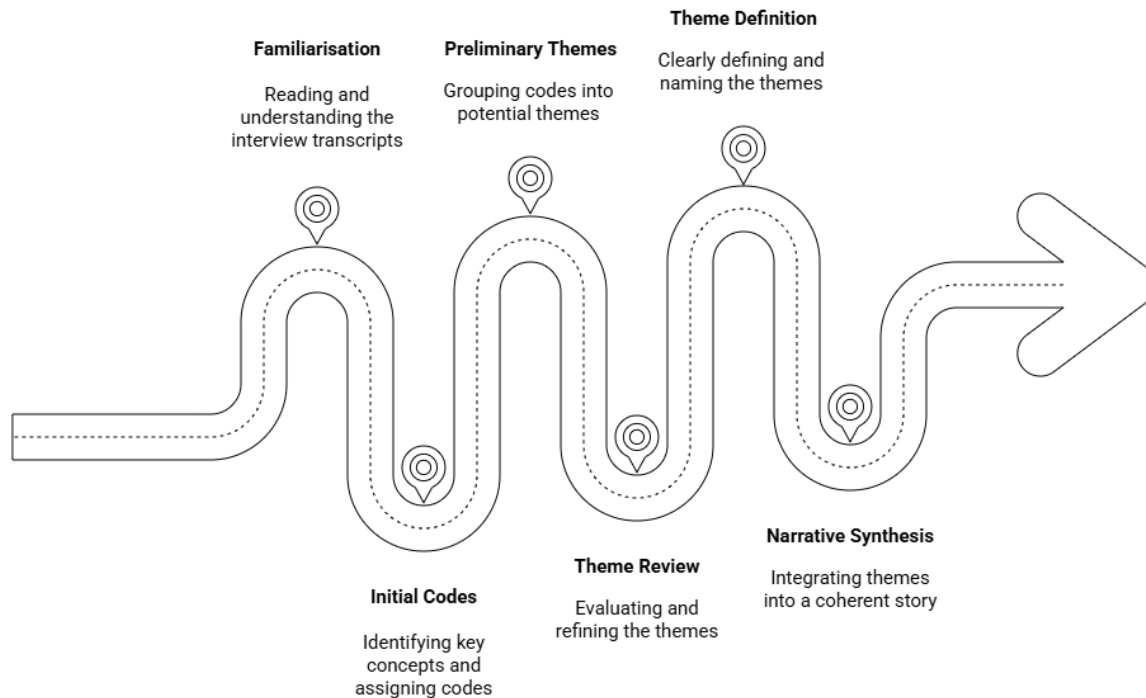 Familiarisation
Reading and
understanding the
interview transcripts
Initial Codes
Identifying key
concepts and
assigning codes
Preliminary Themes
Grouping codes into
potential themes
Theme Review
Evaluating and
refining the themes
Theme Definition
Clearly defining and
naming the themes
Narrative Synthesis
Integrating themes
into a coherent story